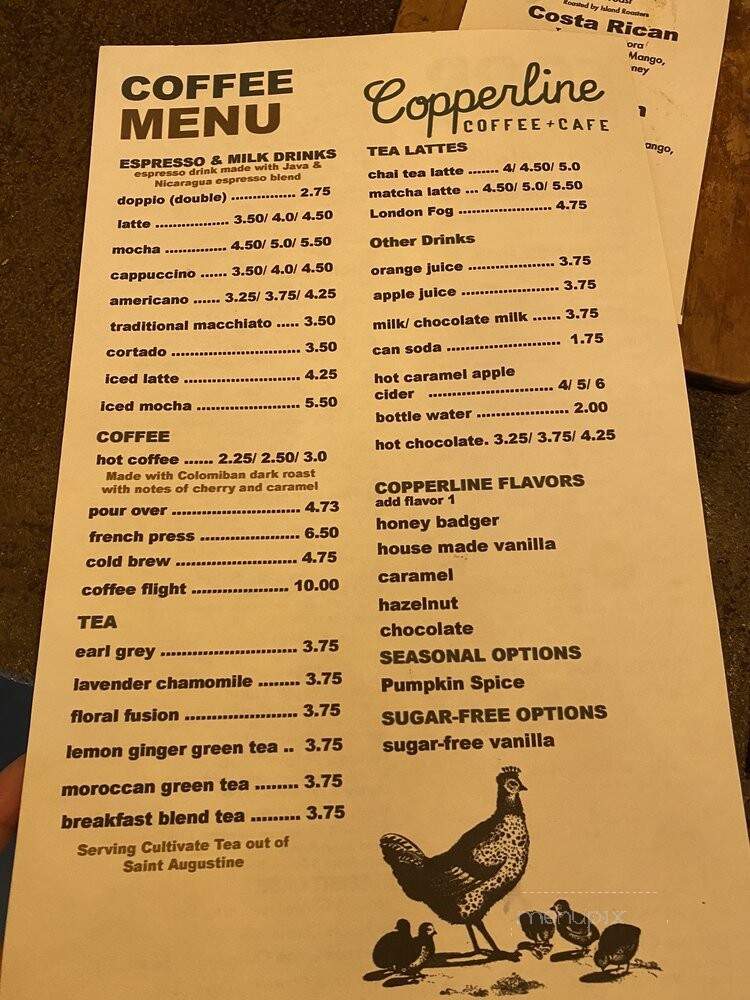 Roasted by Island Roasters
Costa Rican
Mango,
COFFEE
MENU
ESPRESSO & MILK DRINKS
espresso drink made with Java &
Nicaragua espresso blend
doppio (double) ............... 2.75
latte ................. 3.50/ 4.0/ 4.50
mocha .............. 4.50/ 5.0/ 5.50
cappuccino ...... 3.50/ 4.0/ 4.50
americano ...... 3.25/ 3.75/ 4.25
traditional macchiato ..... 3.50
cortado .............................. 3.50
iced latte ........................... 4.25
iced mocha ........................ 5.50
COFFEE
hot coffee ...... 2.25/ 2.50/ 3.0
Made with Colomiban dark roast
with notes of cherry and caramel
pour over .............................. 4.73
french press ....................... 6.50
cold brew ............................ 4.75
coffee flight .................... 10.00
TEA
earl grey ............................ 3.75
lavender chamomile ........ 3.75
floral fusion ....................... 3.75
lemon ginger green tea .. 3.75
moroccan green tea ........ 3.75
breakfast blend tea ......... 3.75
Serving Cultivate Tea out of
Saint Augustine
Copperline
COFFEE+CAFE
TEA LATTES
chai tea latte ....... 4/ 4.50/ 5.0
matcha latte ... 4.50/ 5.0/ 5.50
London Fog ...................... 4.75
Other Drinks
orange juice .................... 3.75
apple juice ....................... 3.75
milk/ chocolate milk ...... 3.75
can soda .......................... 1.75
hot caramel apple
cider ............................. 4/ 5/ 6
bottle water ..................... 2.00
hot chocolate. 3.25/ 3.75/ 4.25
COPPERLINE FLAVORS
add flavor 1
honey badger
house made vanilla
caramel
hazelnut
chocolate
SEASONAL OPTIONS
Pumpkin Spice
SUGAR-FREE OPTIONS
sugar-free vanilla
menupix